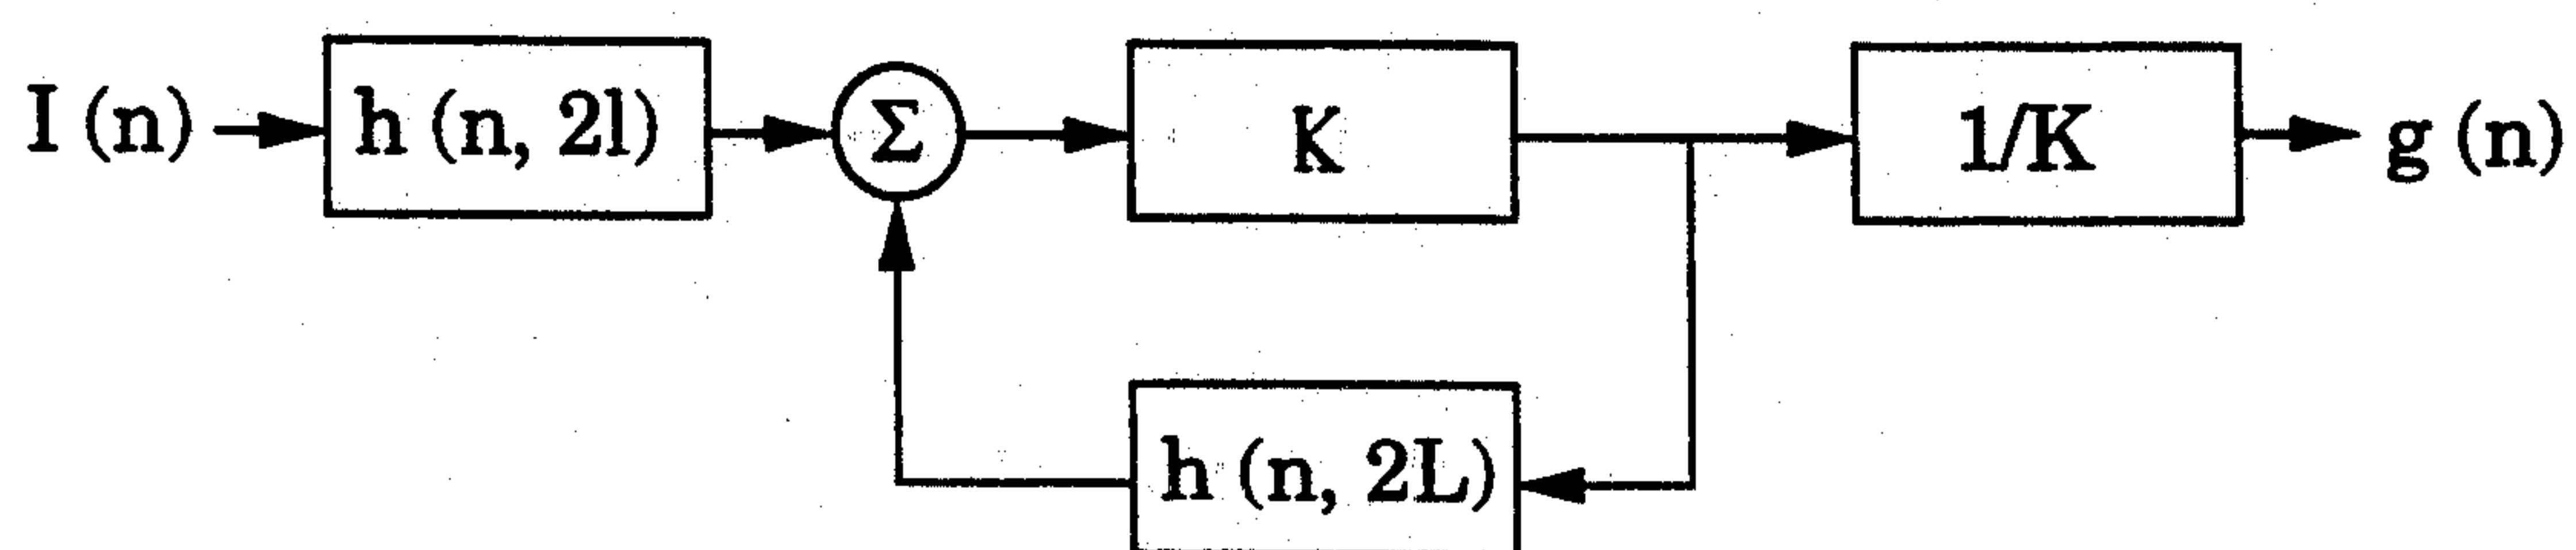 I (n)
h (n, 2l)
Σ
K
1/K
g (n)
h (n, 2L)